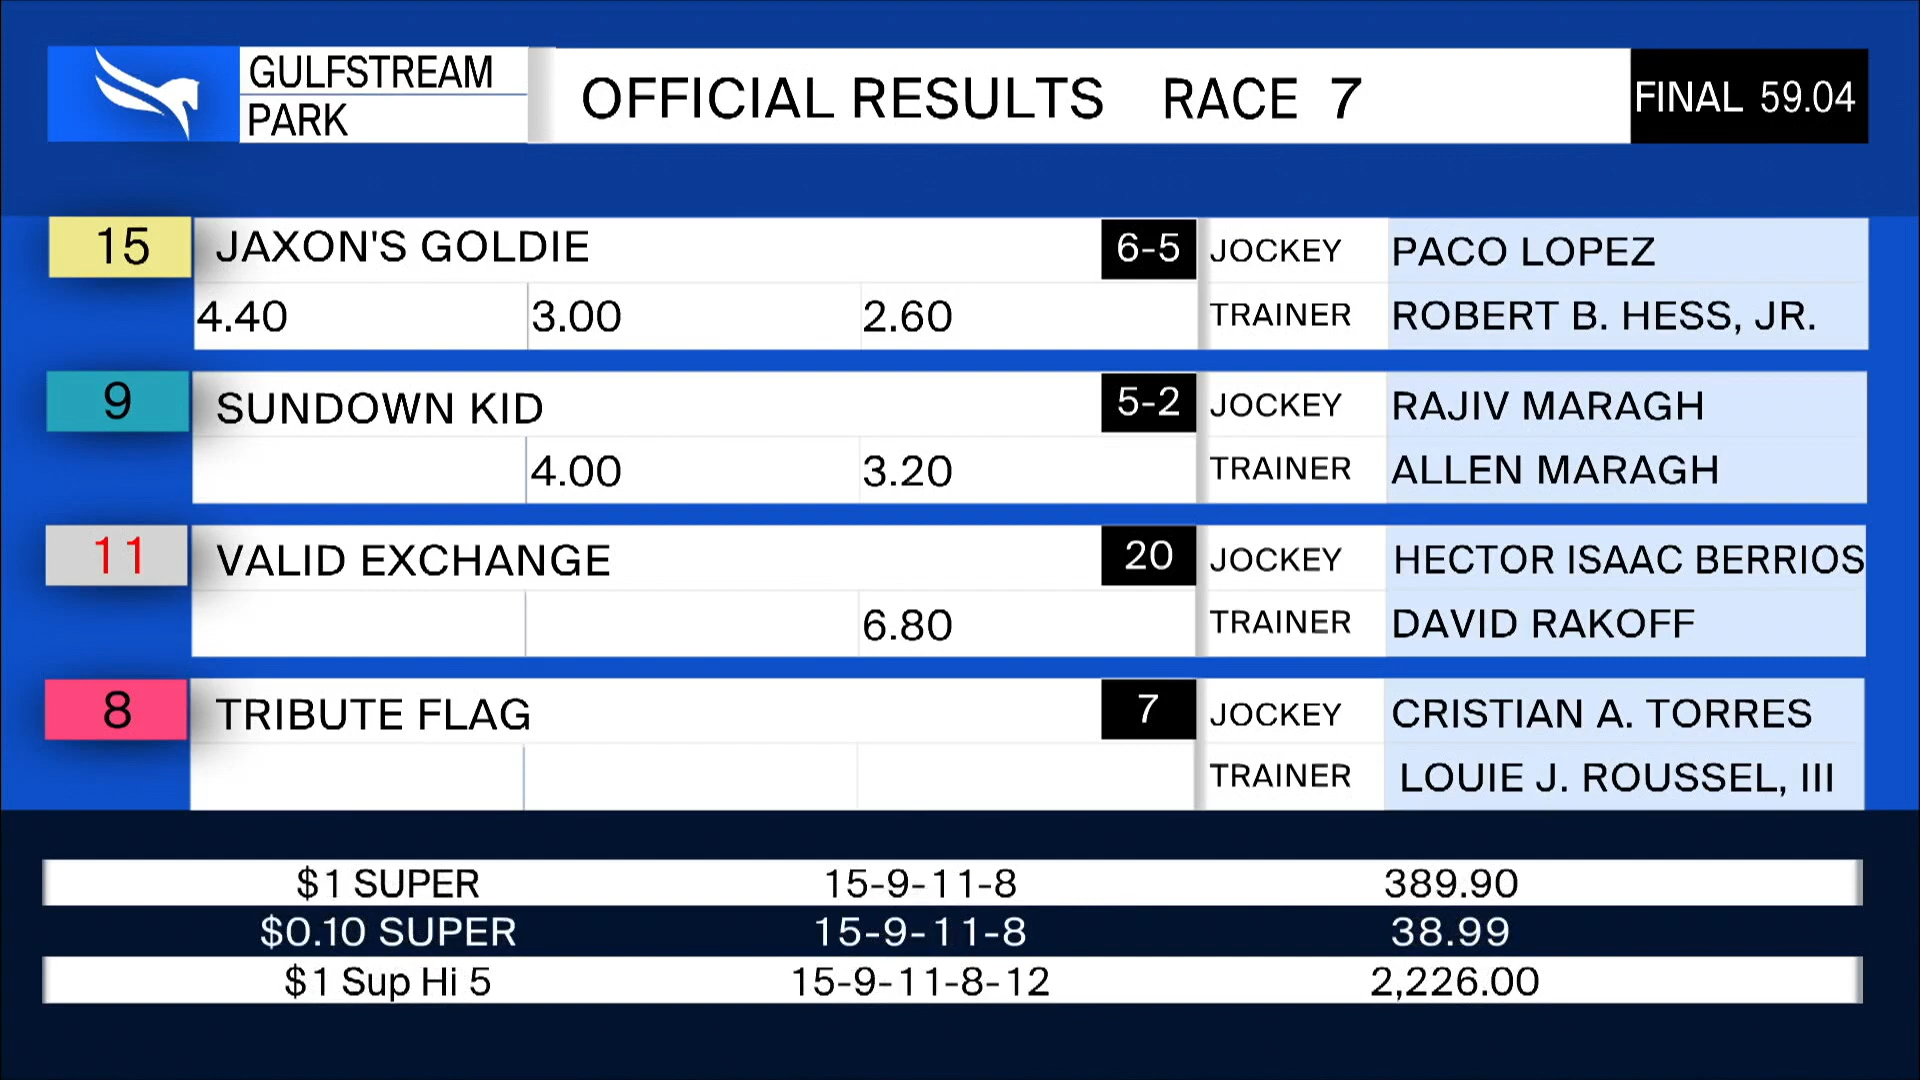 GULFSTREAM
PARK
OFFICIAL RESULTS RACE 7
FINAL 59.04
15 JAXON'S GOLDIE 6-5 JOCKEY PACO LOPEZ
4.40 3.00 2.60 TRAINER ROBERT B. HESS, JR.
9 SUNDOWN KID 5-2 JOCKEY RAJIV MARAGH
4.00 3.20 TRAINER ALLEN MARAGH
11 VALID EXCHANGE 20 JOCKEY HECTOR ISAAC BERRIOS
6.80 TRAINER DAVID RAKOFF
8 TRIBUTE FLAG 7 JOCKEY CRISTIAN A. TORRES
TRAINER LOUIE J. ROUSSEL, III
$1 SUPER 15-9-11-8 389.90
$0.10 SUPER 15-9-11-8 38.99
$1 Sup Hi 5 15-9-11-8-12 2,226.00